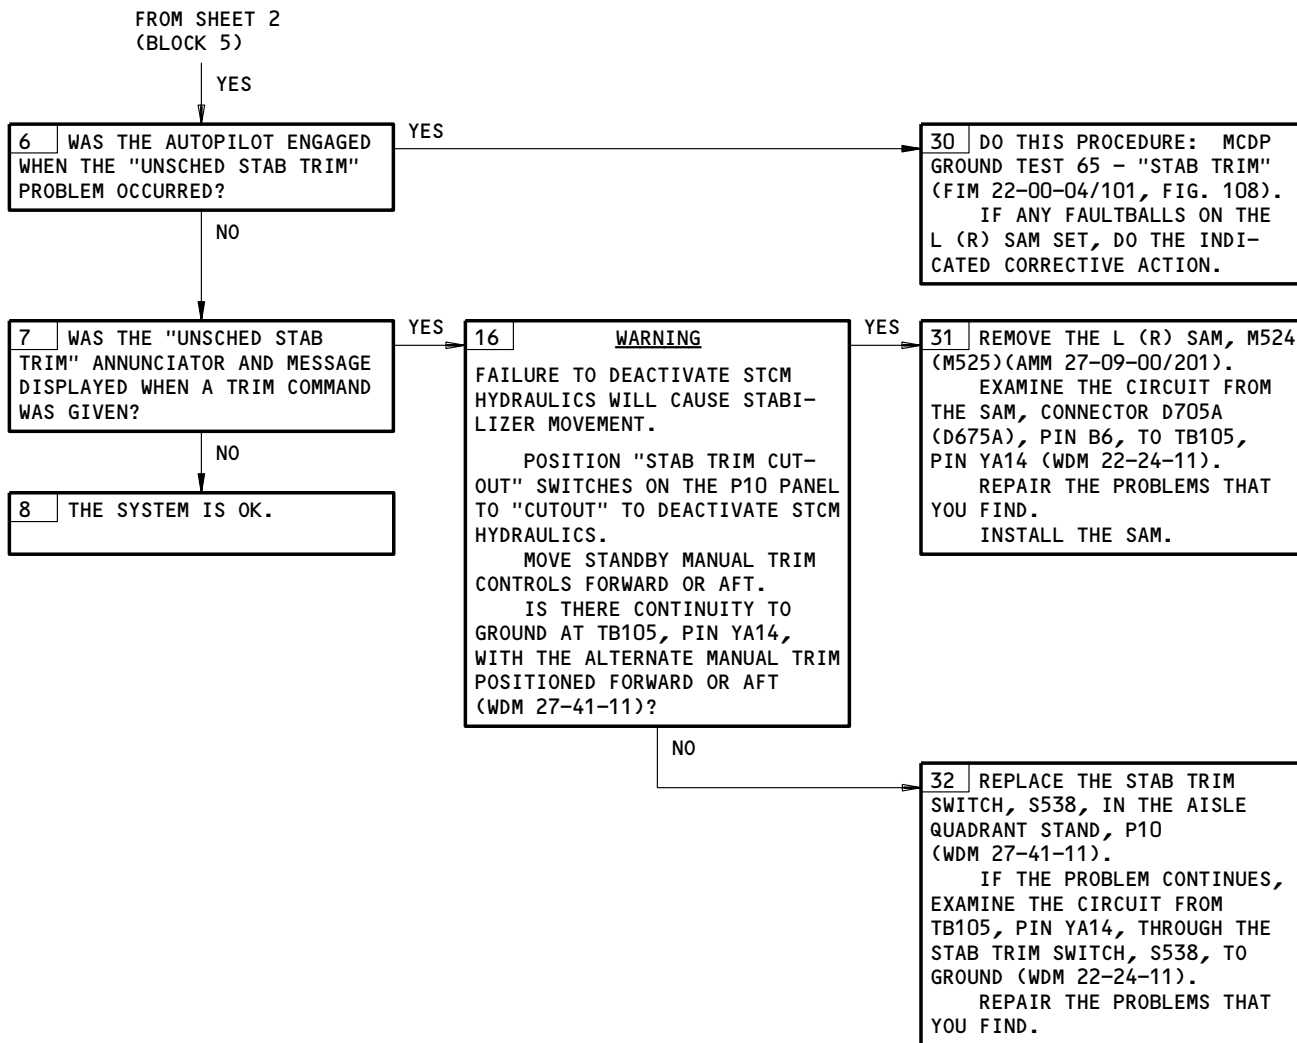 FROM SHEET 2
(BLOCK 5)
YES
6 WAS THE AUTOPILOT ENGAGED
WHEN THE "UNSCHED STAB TRIM"
PROBLEM OCCURRED?
YES
NO
30 DO THIS PROCEDURE: MCDP
GROUND TEST 65 - "STAB TRIM"
(FIM 22-00-04/101, FIG. 108).
IF ANY FAULTBALLS ON THE
L (R) SAM SET, DO THE INDI-
CATED CORRECTIVE ACTION.
7 WAS THE "UNSCHED STAB
TRIM" ANNUNCIATOR AND MESSAGE
DISPLAYED WHEN A TRIM COMMAND
WAS GIVEN?
YES
NO
8 THE SYSTEM IS OK.
16 WARNING
FAILURE TO DEACTIVATE STCM
HYDRAULICS WILL CAUSE STABI-
LIZER MOVEMENT.
POSITION "STAB TRIM CUT-
OUT" SWITCHES ON THE P10 PANEL
TO "CUTOUT" TO DEACTIVATE STCM
HYDRAULICS.
MOVE STANDBY MANUAL TRIM
CONTROLS FORWARD OR AFT.
IS THERE CONTINUITY TO
GROUND AT TB105, PIN YA14,
WITH THE ALTERNATE MANUAL TRIM
POSITIONED FORWARD OR AFT
(WDM 27-41-11)?
YES
NO
31 REMOVE THE L (R) SAM, M524
(M525)(AMM 27-09-00/201).
EXAMINE THE CIRCUIT FROM
THE SAM, CONNECTOR D705A
(D675A), PIN B6, TO TB105,
PIN YA14 (WDM 22-24-11).
REPAIR THE PROBLEMS THAT
YOU FIND.
INSTALL THE SAM.
32 REPLACE THE STAB TRIM
SWITCH, S538, IN THE AISLE
QUADRANT STAND, P10
(WDM 27-41-11).
IF THE PROBLEM CONTINUES,
EXAMINE THE CIRCUIT FROM
TB105, PIN YA14, THROUGH THE
STAB TRIM SWITCH, S538, TO
GROUND (WDM 22-24-11).
REPAIR THE PROBLEMS THAT
YOU FIND.